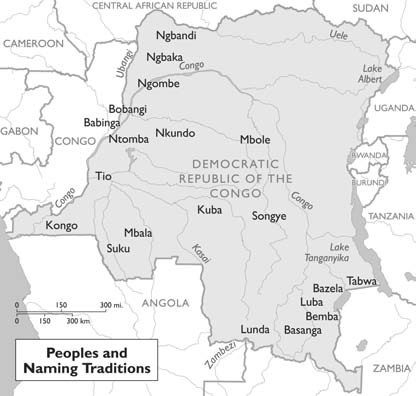 CENTRAL AFRICAN REPUBLIC
SUDAN
CAMEROON
Ngbandi
Uele
Ubangi
Ngbaka
Congo
Lake
Albert
Ngombe
UGANDA
Bobangi
GABON
CONGO
Babinga
Ntomba
Nkundo
Mbole
RWANDA
DEMOCRATIC
REPUBLIC OF THE
CONGO
Tio
BURUNDI
Congo
Congo
TANZANIA
Kuba
Songye
Kongo
Mbala
Suku
Kasai
Lake
Tanganyika
Tabwa
Bazela
Luba
Bemba
ANGOLA
0 150 300 mi.
0 150 300 km
Lunda
Basanga
Zambezi
ZAMBIA
Peoples and
Naming Traditions